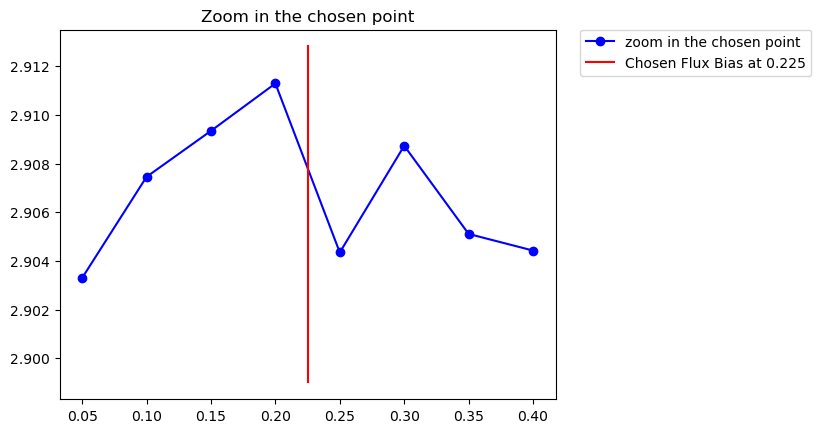 Zoom in the chosen point
zoom in the chosen point
Chosen Flux Bias at 0.225
2.912
2.910
2.908
2.906
2.904
2.902
2.900
0.05 0.10 0.15 0.20 0.25 0.30 0.35 0.40